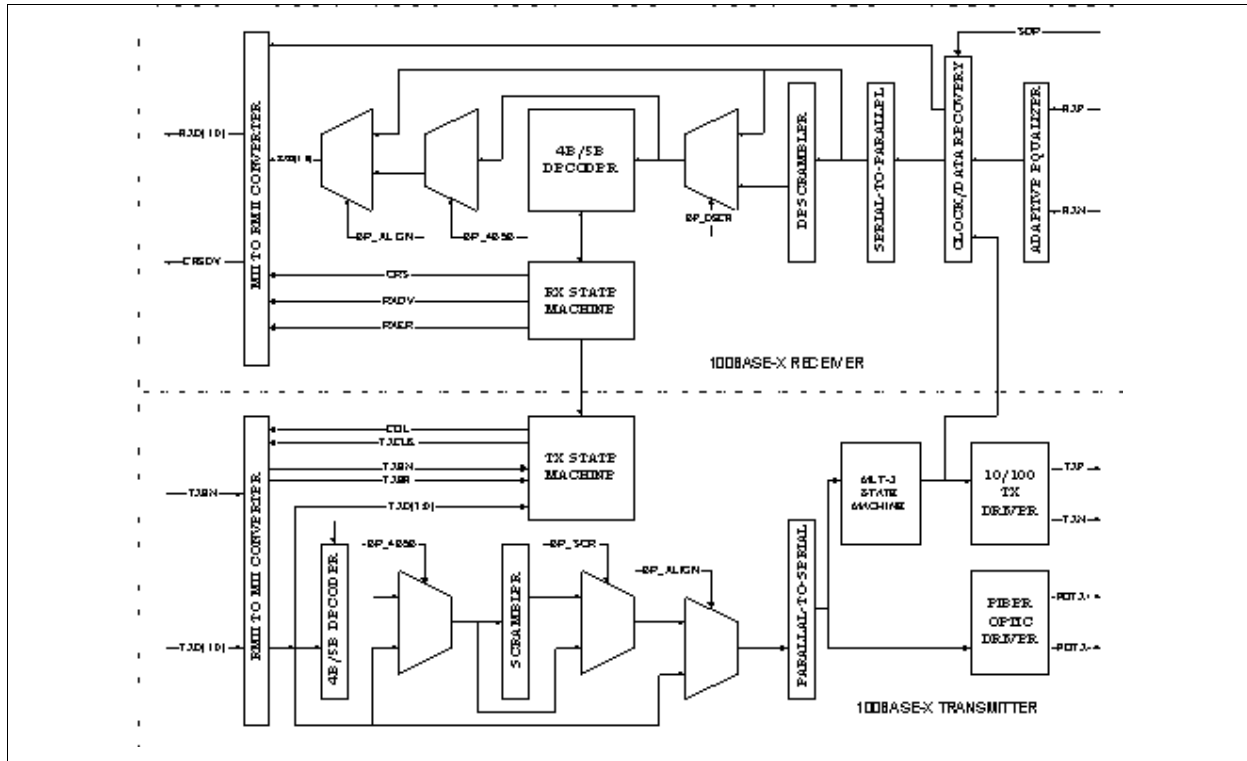 RXD[1:0]
CRSDV
MII TO RMII CONVERTER
BP_ALIGN
BP_4B5B
4B/5B DECODER
BP_DSCR
DESCRAMBLER
SERIAL-TO-PARALLEL
CLOCK/DATA RECOVERY
ADAPTIVE EQUALIZER
RXP
RXN
CRS
RXDV
RXER
RX STATE
MACHINE
100BASE-X RECEIVER
TXEN
TXD[1:0]
RMII TO MII CONVERTER
COL
TXCLK
TXEN
TXER
TXD[1:0]
TX STATE
MACHINE
4B/5B DECODER
BP_4B5B
SCRAMBLER
BP_SCR
BP_ALIGN
PARALLAL-TO-SERIAL
MLT-3
STATE
MACHINE
10/100
TX
DRIVER
TXP
TXN
FIBER
OPTIC
DRIVER
100BASE-X TRANSMITTER